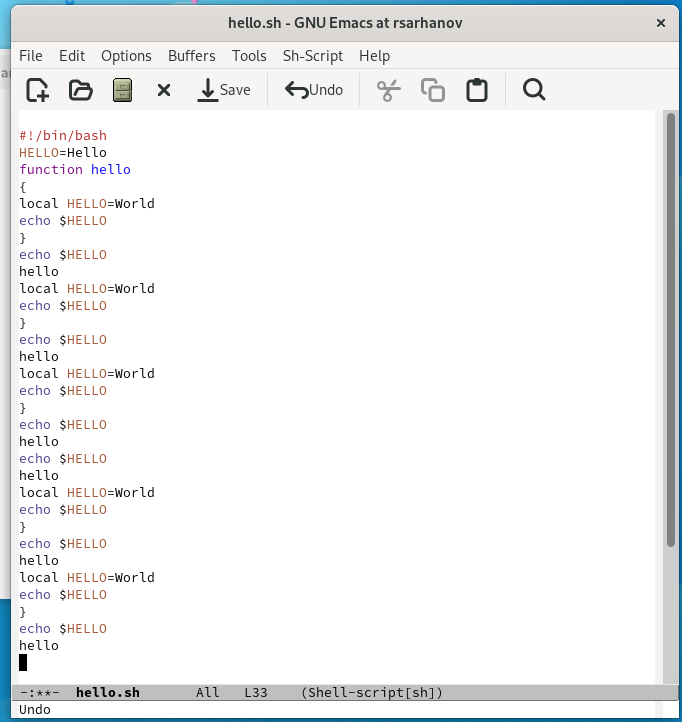 hello.sh - GNU Emacs at rsarhanov
File Edit Options Buffers Tools Sh-Script Help
Save Undo
#!/bin/bash
HELLO=Hello
function hello
{
local HELLO=World
echo $HELLO
}
echo $HELLO
hello
local HELLO=World
echo $HELLO
}
echo $HELLO
hello
local HELLO=World
echo $HELLO
}
echo $HELLO
hello
echo $HELLO
hello
local HELLO=World
echo $HELLO
}
echo $HELLO
hello
local HELLO=World
echo $HELLO
}
echo $HELLO
hello
-:**- hello.sh All L33 (Shell-script[sh])
Undo